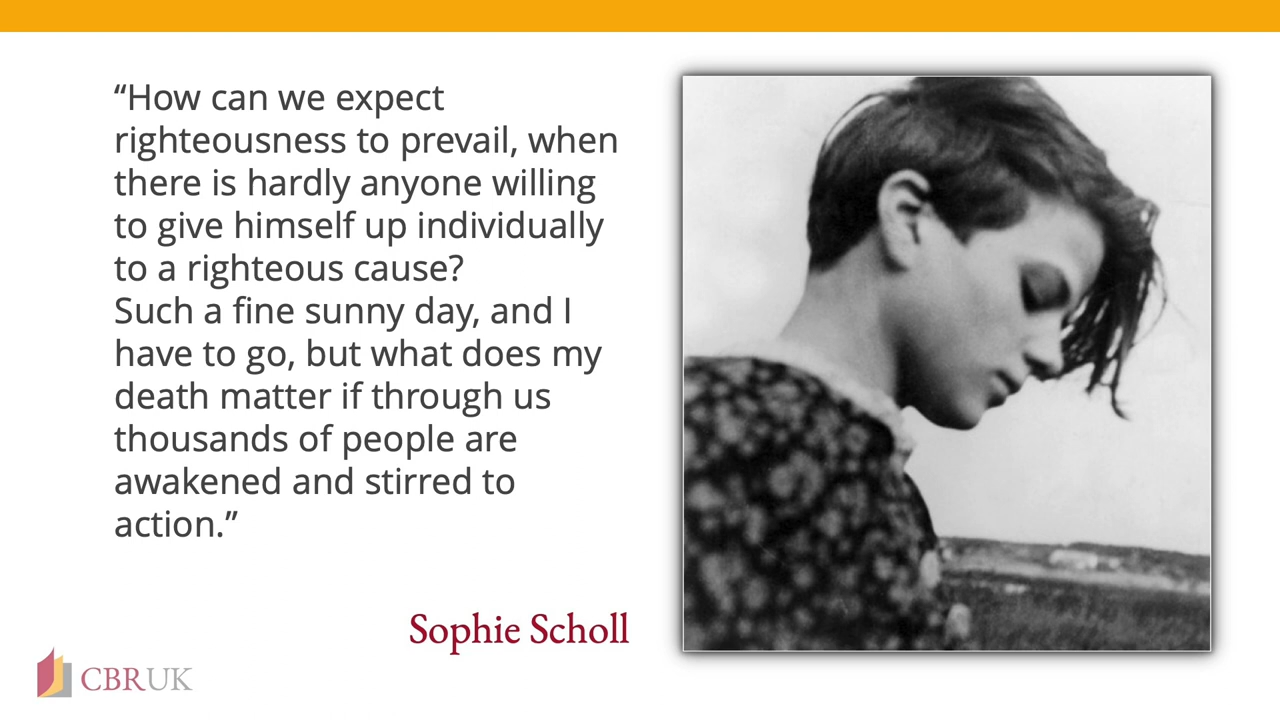 “How can we expect
righteousness to prevail, when
there is hardly anyone willing
to give himself up individually
to a righteous cause?
Such a fine sunny day, and I
have to go, but what does my
death matter if through us
thousands of people are
awakened and stirred to
action.”
Sophie Scholl
CBRUK